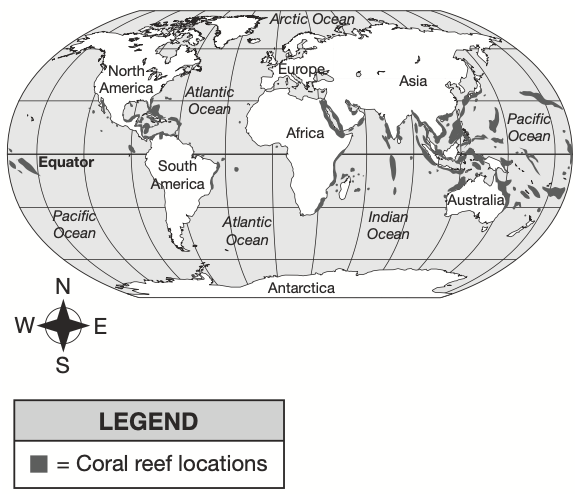 Arctic Ocean
North
America
Atlantic
Ocean
Europe
Asia
Pacific
Ocean
Africa
Equator
South
America
Australia
Pacific
Ocean
Atlantic
Ocean
Indian
Ocean
Antarctica
N
W
E
S
LEGEND
= Coral reef locations